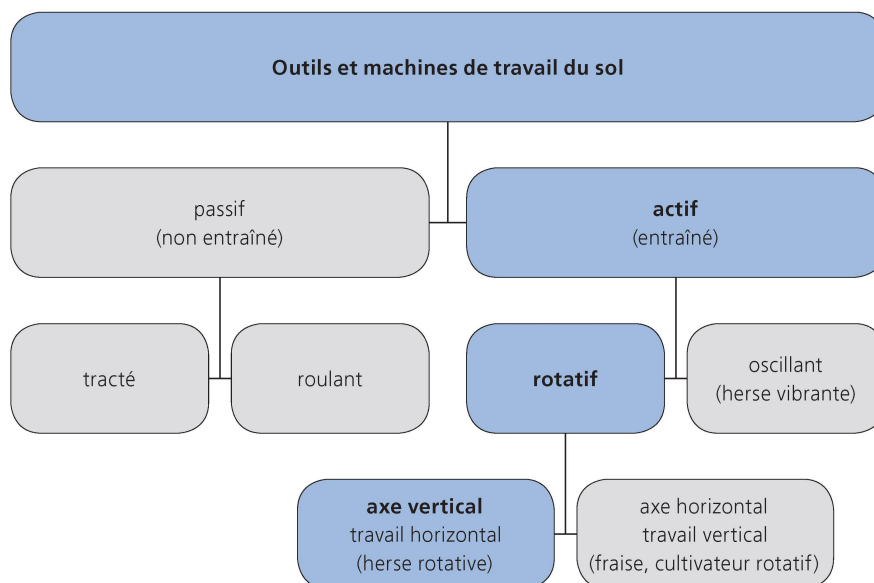 Outils et machines de travail du sol
passif
(non entraîné)
actif
(entraîné)
tracté
roulant
rotatif
oscillant
(herse vibrante)
axe vertical
travail horizontal
(herse rotative)
axe horizontal
travail vertical
(fraise, cultivateur rotatif)